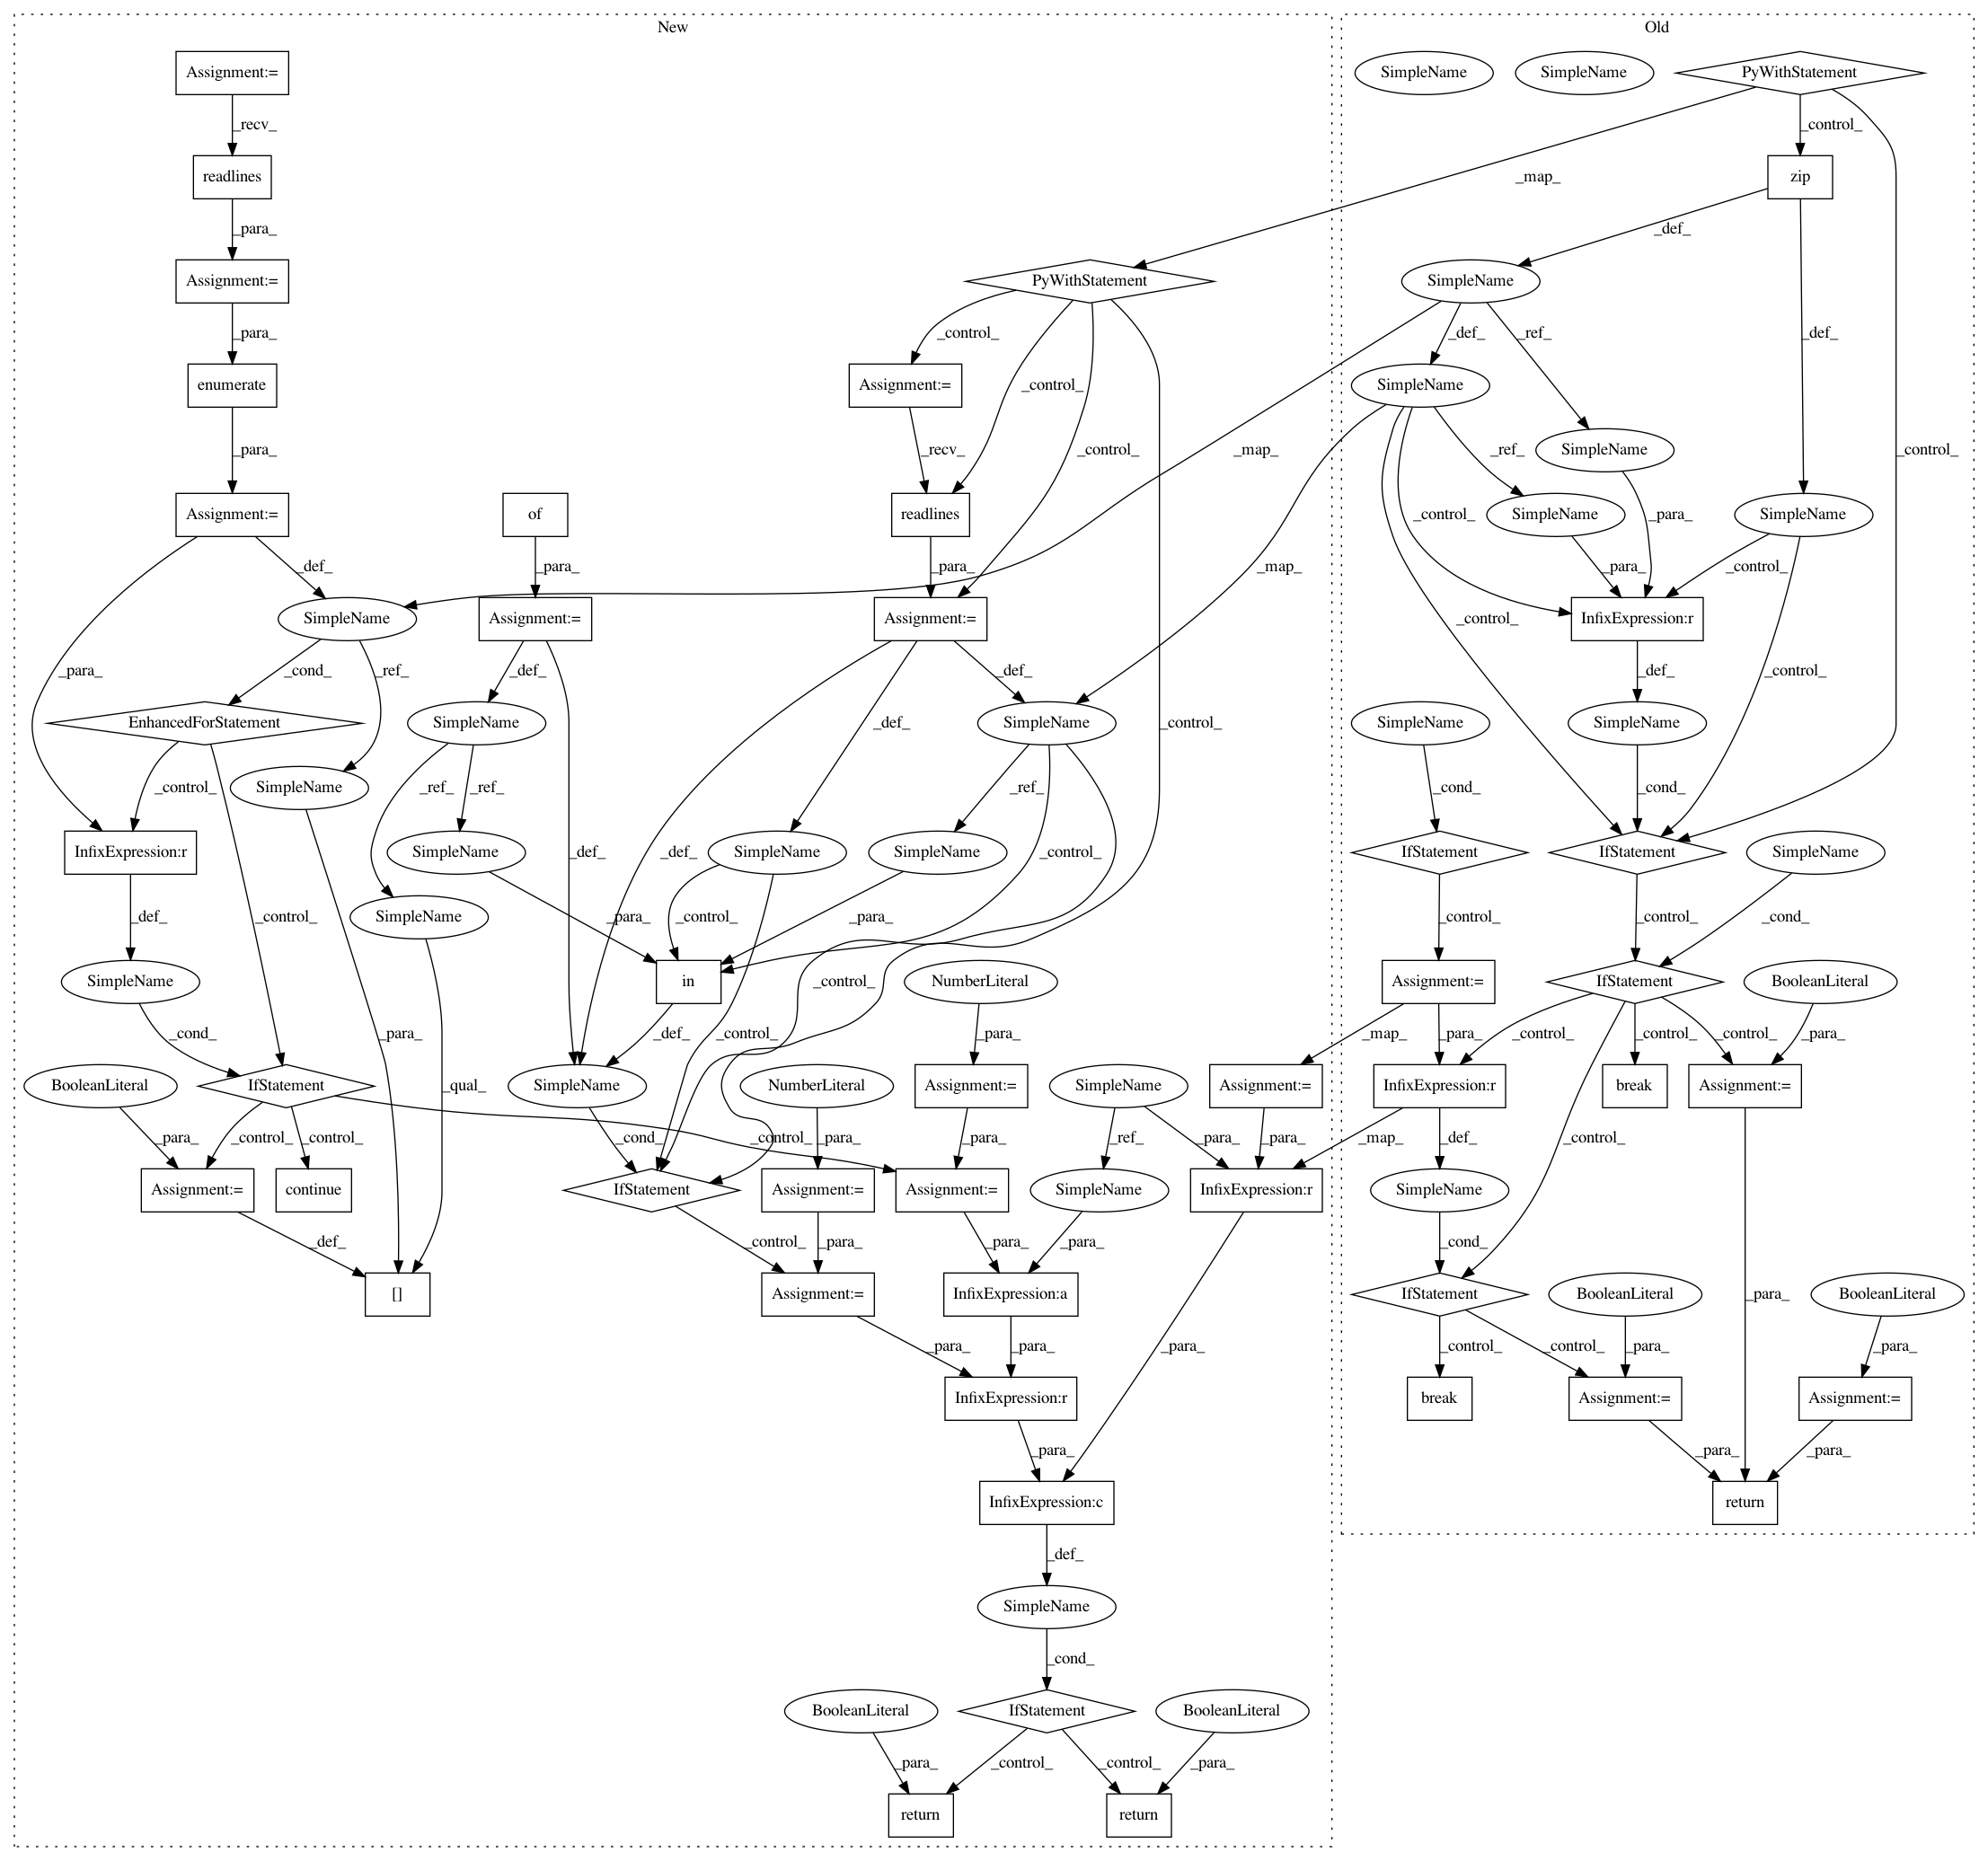 New
Old
Assignment:=
SimpleName
SimpleName
PyWithStatement
_recv_
_control_
readlines
_map_
zip
_para_
_def_
Assignment:=
PyWithStatement
SimpleName
_para_
_control_
_def_
_ref_
_def_
enumerate
Assignment:=
_control_
SimpleName
_para_
_recv_
_control_
_map_
_ref_
SimpleName
_control_
Assignment:=
of
readlines
_control_
SimpleName
_para_
SimpleName
_def_
_para_
_para_
_map_
_para_
_control_
SimpleName
Assignment:=
Assignment:=
_control_
InfixExpression:r
_para_
_cond_
_ref_
_def_
_def_
_def_
_control_
EnhancedForStatement
SimpleName
_def_
SimpleName
SimpleName
SimpleName
_control_
SimpleName
_ref_
_ref_
_def_
_ref_
_control_
_cond_
_cond_
InfixExpression:r
SimpleName
SimpleName
SimpleName
_control_
IfStatement
IfStatement
SimpleName
_def_
_control_
SimpleName
_para_
_control_
_para_
_control_
_control_
_cond_
SimpleName
in
_control_
NumberLiteral
Assignment:=
IfStatement
BooleanLiteral
_cond_
_para_
_def_
_control_
_para_
_map_
_para_
_control_
_control_
_control_
_para_
BooleanLiteral
IfStatement
_qual_
SimpleName
NumberLiteral
Assignment:=
SimpleName
Assignment:=
InfixExpression:r
break
Assignment:=
_para_
_control_
_control_
_cond_
_control_
_para_
_para_
_ref_
_para_
_para_
_map_
_def_
_control_
Assignment:=
continue
IfStatement
Assignment:=
Assignment:=
SimpleName
InfixExpression:r
SimpleName
_def_
_control_
_para_
_para_
_para_
_cond_
[]
Assignment:=
InfixExpression:a
IfStatement
BooleanLiteral
_para_
BooleanLiteral
_para_
_para_
_para_
_control_
_control_
_para_
_para_
InfixExpression:r
break
Assignment:=
Assignment:=
_para_
_para_
_para_
InfixExpression:c
return
_def_
SimpleName
_cond_
BooleanLiteral
IfStatement
BooleanLiteral
_para_
_control_
_control_
_para_
return
return